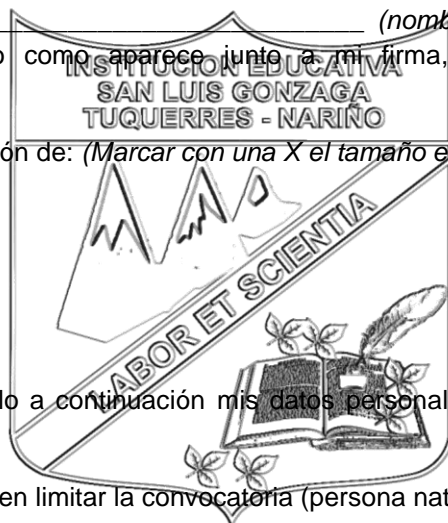 (nomb
o como aparece junto a mi firma,
INSTITUCION EDUCATIVA
SAN LUIS GONZAGA
TUQUERRES - NARIÑO
ón de: (Marcar con una X el tamaño e
LABOR ET SCIENTIA
lo a continuación mis datos personal
en limitar la convocatoria (persona nat